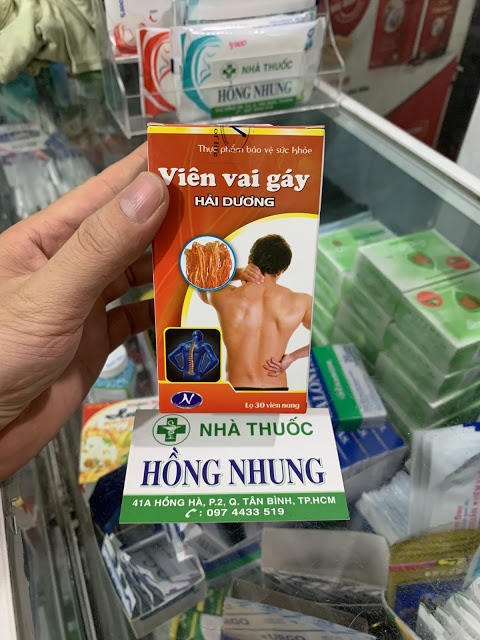 NHÀ THUỐC
HỒNG NHUNG
Thực phẩm bảo vệ sức khỏe
Viên vai gáy
HẢI DƯƠNG
Lọ 30 viên nang
NHÀ THUỐC
HỒNG NHUNG
41A HỒNG HÀ, P.2, Q. TÂN BÌNH, TP.HCM
: 097 4433 519